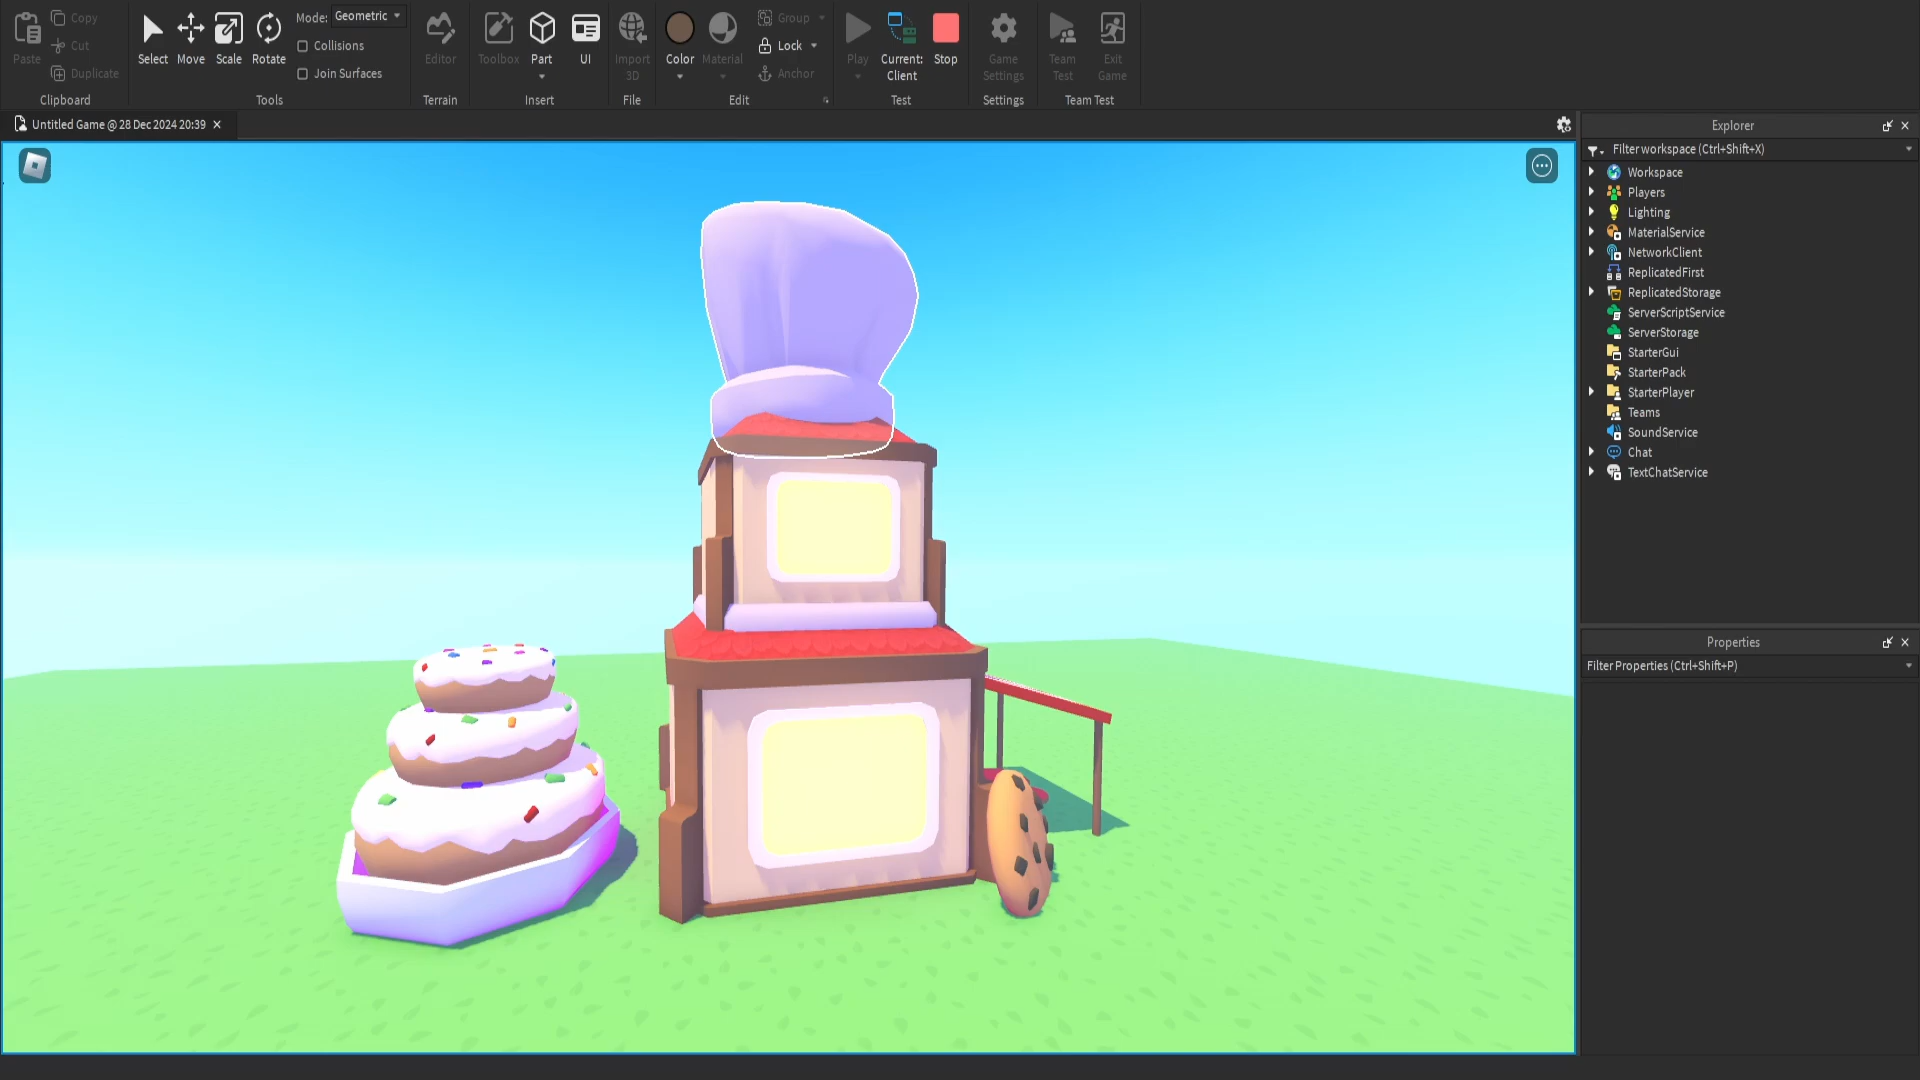 Paste
Copy
Cut
Duplicate
Clipboard
Select
Move
Scale
Rotate
Mode:
Geometric
Collisions
Join Surfaces
Tools
Editor
Terrain
Toolbox
Part
UI
Insert
Import
3D
File
Color
Material
Group
Lock
Anchor
Edit
Play
Current:
Client
Stop
Test
Game
Settings
Settings
Team
Test
Exit
Game
Team Test
Untitled Game @ 28 Dec 2024 20:39
Explorer
Filter workspace (Ctrl+Shift+X)
Workspace
Players
Lighting
MaterialService
NetworkClient
ReplicatedFirst
ReplicatedStorage
ServerScriptService
ServerStorage
StarterGui
StarterPack
StarterPlayer
Teams
SoundService
Chat
TextChatService
Properties
Filter Properties (Ctrl+Shift+P)